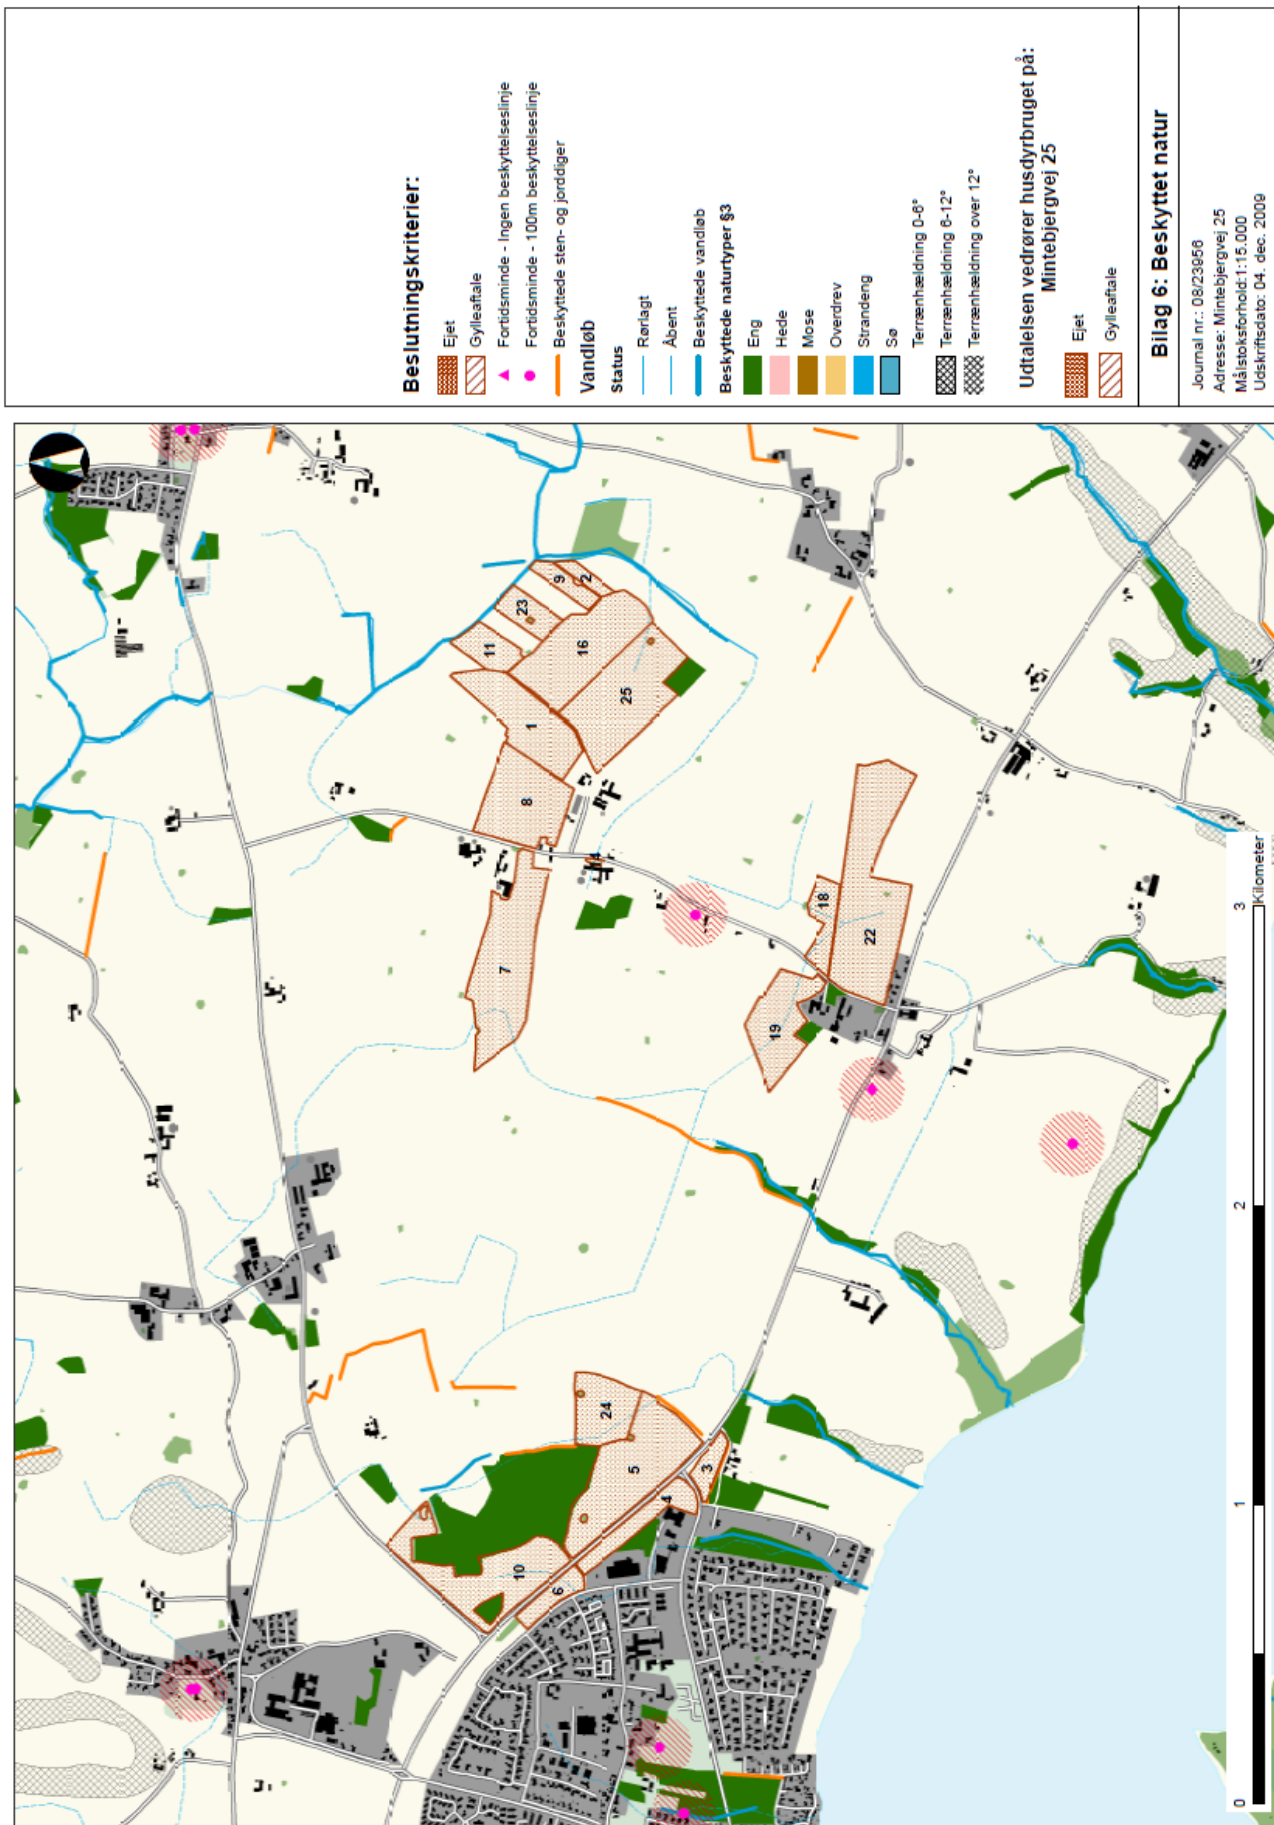 Beslutningskriterier:
Ejet
Gylleaftale
Fortidsminde - Ingen beskyttelseslinje
Fortidsminde - 100m beskyttelseslinje
Beskyttede sten- og jorddiger
Vandløb
Status
Rørlagt
Åbent
Beskyttede vandløb
Beskyttede naturtyper §3
Eng
Hede
Mose
Overdrev
Strandeng
Sø
Terrænhældning 0-6°
Terrænhældning 6-12°
Terrænhældning over 12°
Udtalelsen vedrører husdyrbruget på:
Mintebjergvej 25
Ejet
Gylleaftale
Bilag 6: Beskyttet natur
Journal nr.: 08/23956
Adresse: Mintebjergvej 25
Målstoksforhold:1:15.000
Udskriftsdato: 04. dec. 2009
11
23
9
2
1
16
8
25
7
18
22
19
24
5
10
3
4
6
0
1
2
3
Kilometer